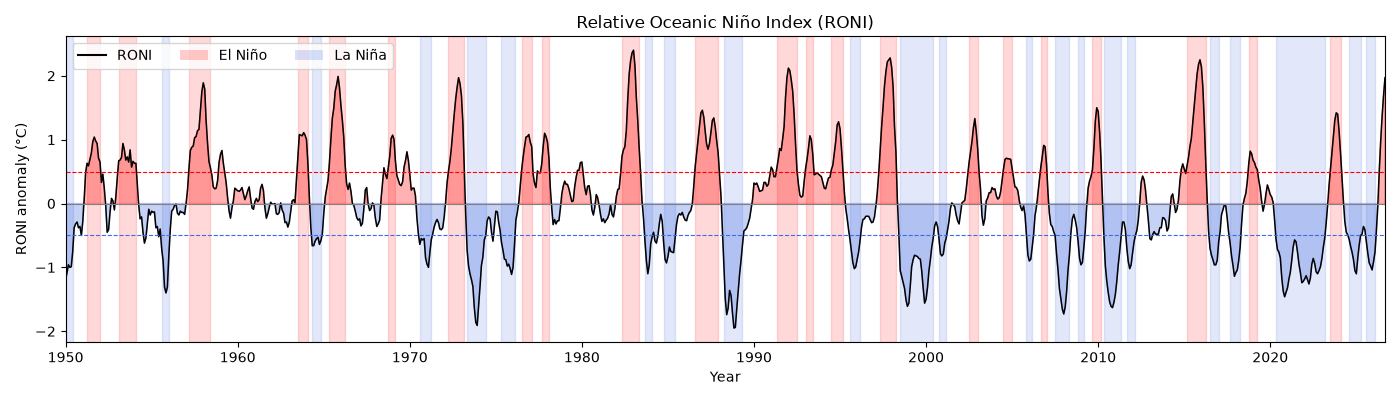 Relative Oceanic Niño Index (RONI)
RONI
El Niño
La Niña
RONI anomaly (°C)
2
1
0
−1
−2
1950
1960
1970
1980
1990
2000
2010
2020
Year